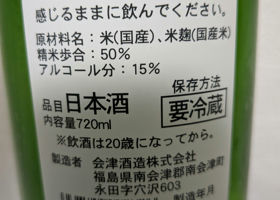 感じるままに飲んでください。
原材料名：米(国産)、米麹(国産米)
精米歩合：50％
アルコール分：15％
保存方法
要冷蔵
品目 日本酒
内容量720ml
※飲酒は20歳になってから。
製造者 会津酒造株式会社
福島県南会津郡南会津町
永田字穴沢603
製造年月